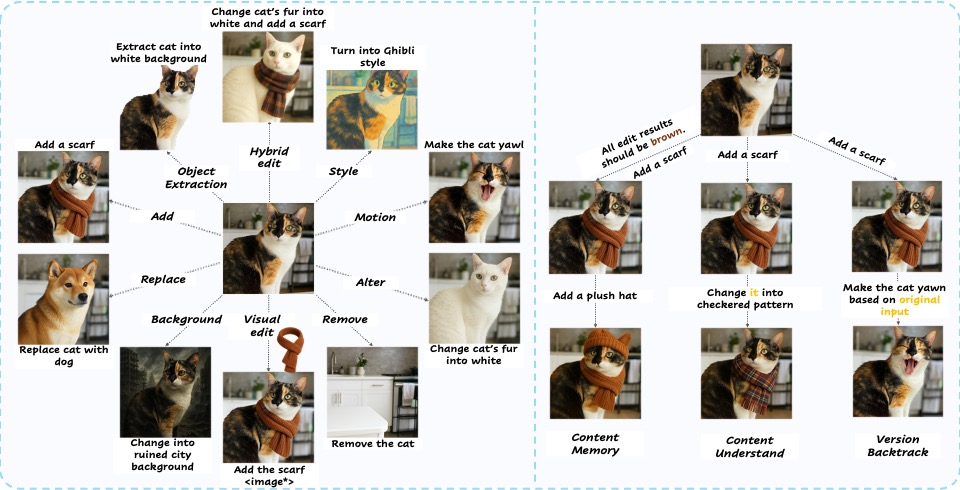 Change cat's fur into
white and add a scarf
Extract cat into
white background
Turn into Ghibli
style
Add a scarf
Make the cat yawl
Hybrid
edit
Object
Extraction
Style
Add
Motion
Replace
Alter
Background
Visual
edit
Remove
Replace cat with
dog
Change cat's fur
into white
Change into
ruined city
background
Add the scarf
<image*>
Remove the cat
All edit results
should be brown.
Add a scarf
Add a scarf
Add a scarf
Add a plush hat
Change it into
checkered pattern
Make the cat yawn
based on original
input
Content
Memory
Content
Understand
Version
Backtrack